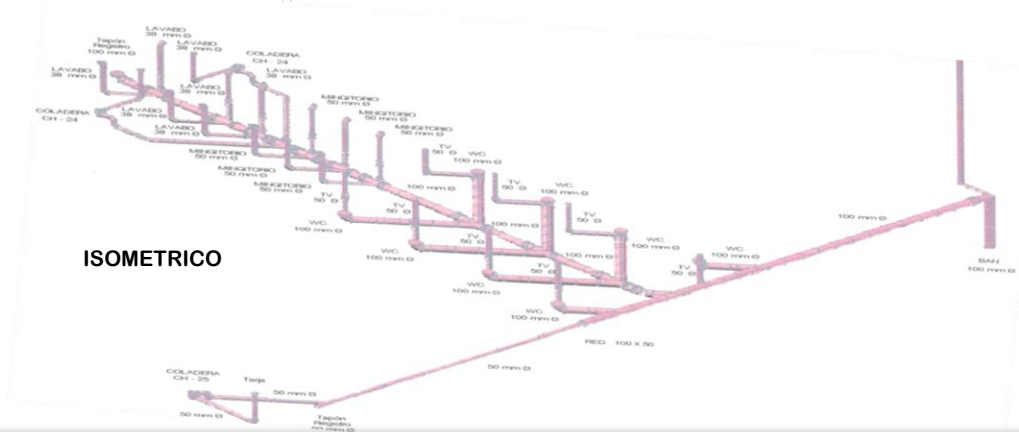 LAVABO
38 mm Ø
Tapón
Registro
100 mm Ø
LAVABO
38 mm Ø
COLADERA
CH - 24
LAVABO
38 mm Ø
LAVABO
38 mm Ø
LAVABO
38 mm Ø
COLADERA
CH - 24
LAVABO
38 mm Ø
LAVABO
38 mm Ø
MINGITORIO
50 mm Ø
MINGITORIO
50 mm Ø
MINGITORIO
50 mm Ø
MINGITORIO
50 mm Ø
MINGITORIO
50 mm Ø
MINGITORIO
50 mm Ø
TV
50 Ø
WC
100 mm Ø
100 mm Ø
TV
50 Ø
WC
100 mm Ø
TV
50 Ø
TV
50 Ø
TV
50 Ø
WC
100 mm Ø
100 mm Ø
100 mm Ø
TV
50 Ø
WC
100 mm Ø
WC
100 mm Ø
WC
100 mm Ø
TV
50 Ø
TV
50 Ø
WC
100 mm Ø
BAN
100 mm Ø
ISOMETRICO
WC
100 mm Ø
WC
100 mm Ø
RED 100 X 50
50 mm Ø
COLADERA
CH - 25
Tarja
50 mm Ø
50 mm Ø
Tapón
Registro